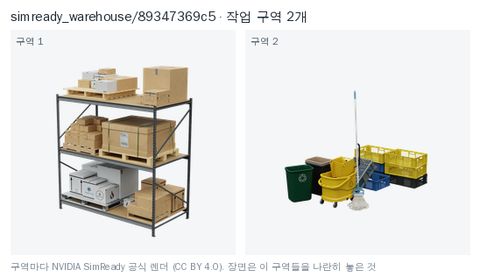 simready_warehouse/89347369c5 · 작업 구역 2개
구역 1
구역 2
구역마다 NVIDIA SimReady 공식 렌더 (CC BY 4.0). 장면은 이 구역들을 나란히 놓은 것